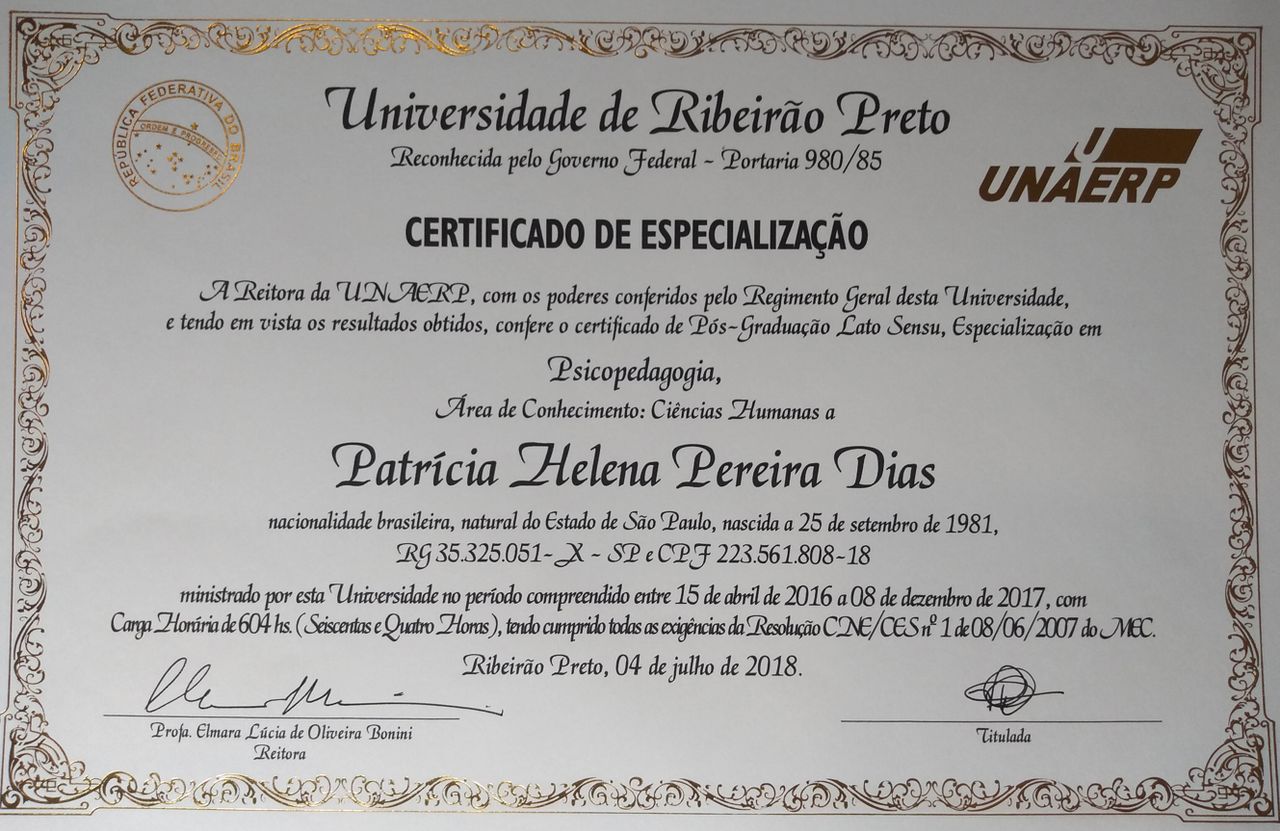 Universidade de Ribeirão Preto
Reconhecida pelo Governo Federal - Portaria 980/85
REPÚBLICA FEDERATIVA DO BRASIL
ORDEM E PROGRESSO
UNAERP
CERTIFICADO DE ESPECIALIZAÇÃO
A Reitora da UNAERP, com os poderes conferidos pelo Regimento Geral desta Universidade,
e tendo em vista os resultados obtidos, confere o certificado de Pós-Graduação Lato Sensu, Especialização em
Psicopedagogia,
Área de Conhecimento: Ciências Humanas a
Patrícia Helena Pereira Dias
nacionalidade brasileira, natural do Estado de São Paulo, nascida a 25 de setembro de 1981,
RG 35.325.051-X - SP e CPF 223.561.808-18
ministrado por esta Universidade no período compreendido entre 15 de abril de 2016 a 08 de dezembro de 2017, com
Carga Horária de 604 hs. (Seiscentas e Quatro Horas), tendo cumprido todas as exigências da Resolução CNE/CES nº 1 de 08/06/2007 do MEC.
Ribeirão Preto, 04 de julho de 2018.
Profa. Elmara Lúcia de Oliveira Bonini
Reitora
Titulada